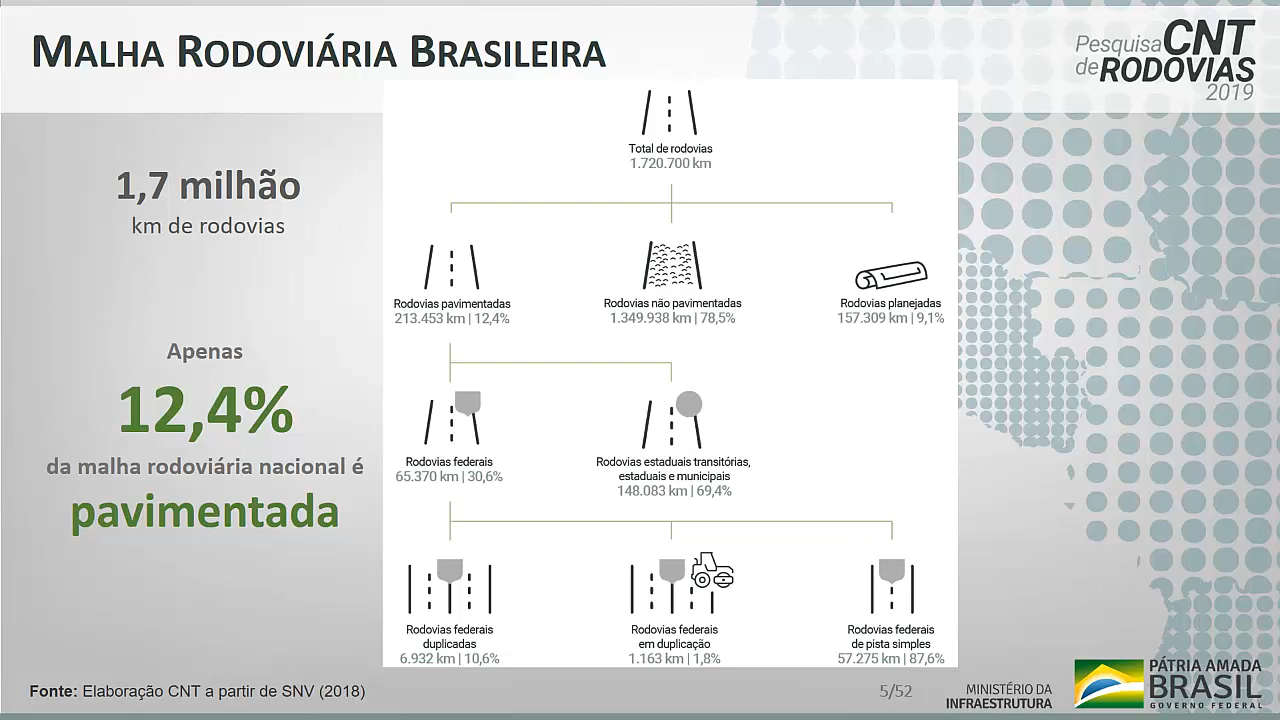 MALHA RODOVIÁRIA BRASILEIRA
Pesquisa CNT
de RODOVIAS
2019
1,7 milhão
km de rodovias
Apenas
12,4%
da malha rodoviária nacional é
pavimentada
Total de rodovias
1.720.700 km
Rodovias pavimentadas
213.453 km | 12,4%
Rodovias não pavimentadas
1.349.938 km | 78,5%
Rodovias planejadas
157.309 km | 9,1%
Rodovias federais
65.370 km | 30,6%
Rodovias estaduais transitórias,
estaduais e municipais
148.083 km | 69,4%
Rodovias federais
duplicadas
6.932 km | 10,6%
Rodovias federais
em duplicação
1.163 km | 1,8%
Rodovias federais
de pista simples
57.275 km | 87,6%
Fonte: Elaboração CNT a partir de SNV (2018)
5/52
MINISTÉRIO DA
INFRAESTRUTURA
PÁTRIA AMADA
BRASIL
GOVERNO FEDERAL